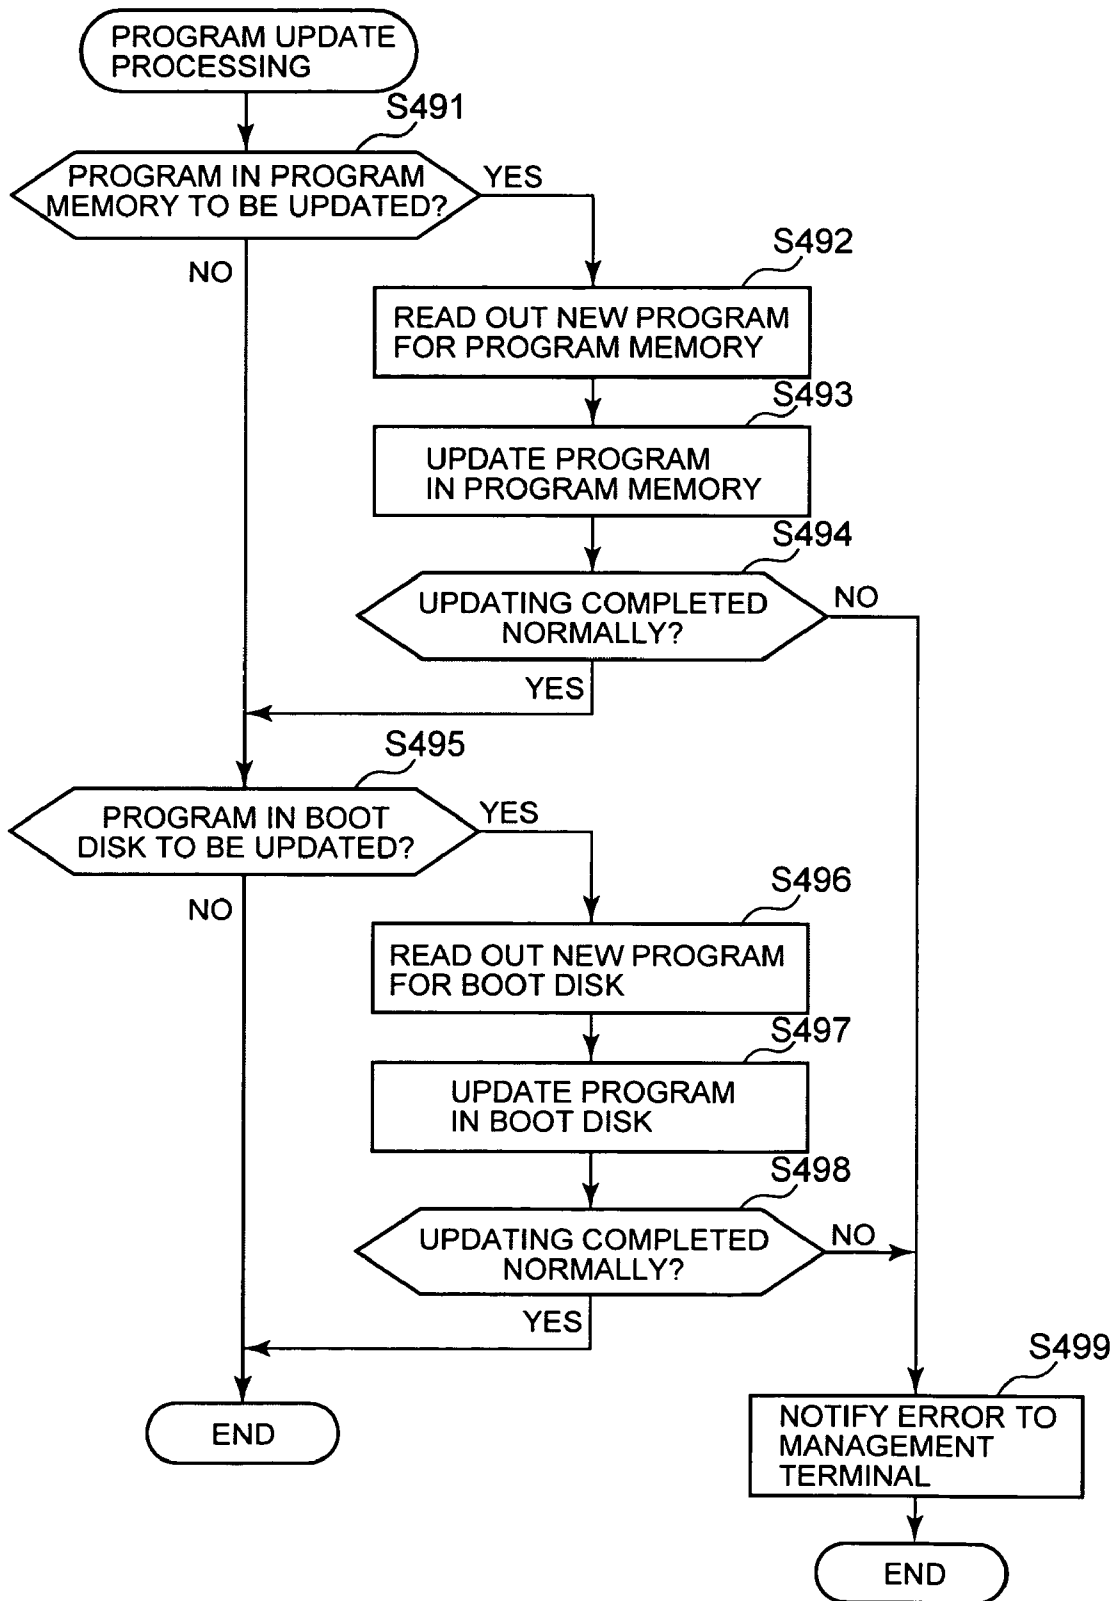 PROGRAM UPDATE
PROCESSING
S491
PROGRAM IN PROGRAM
MEMORY TO BE UPDATED?
YES
NO
S492
READ OUT NEW PROGRAM
FOR PROGRAM MEMORY
S493
UPDATE PROGRAM
IN PROGRAM MEMORY
S494
UPDATING COMPLETED
NORMALLY?
NO
YES
S495
PROGRAM IN BOOT
DISK TO BE UPDATED?
YES
NO
S496
READ OUT NEW PROGRAM
FOR BOOT DISK
S497
UPDATE PROGRAM
IN BOOT DISK
S498
UPDATING COMPLETED
NORMALLY?
NO
YES
S499
NOTIFY ERROR TO
MANAGEMENT
TERMINAL
END
END